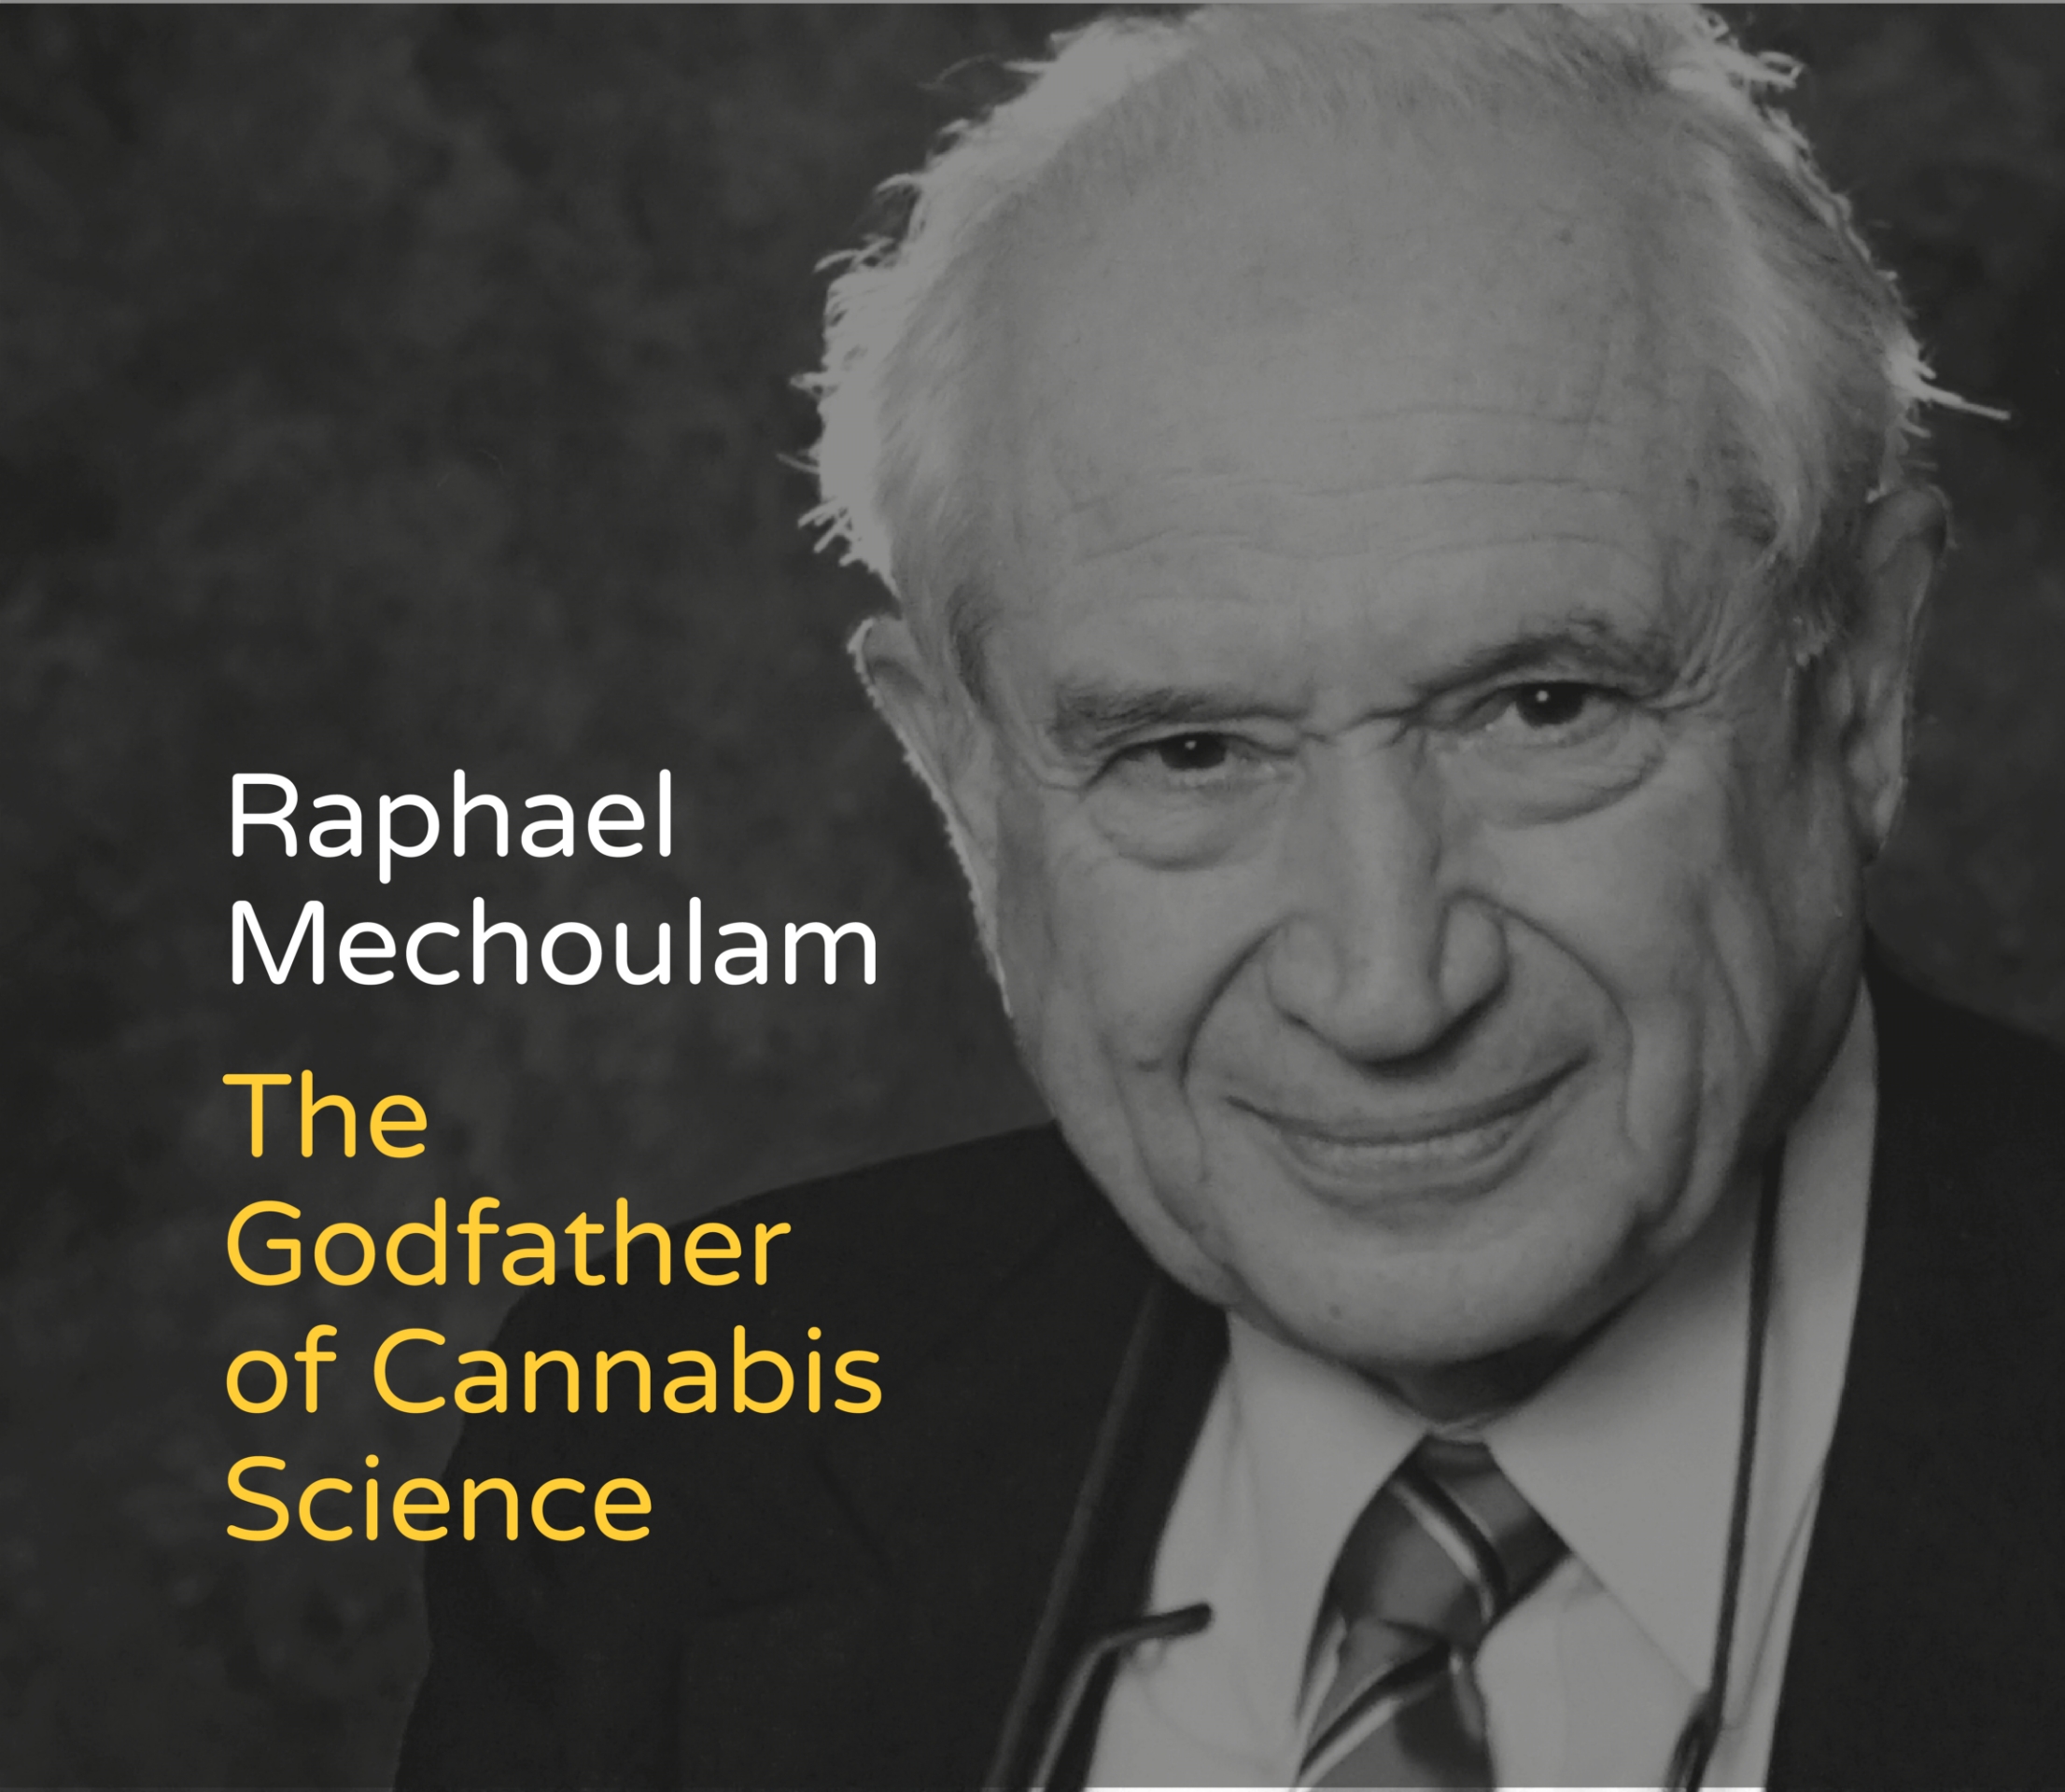 Raphael
Mechoulam
The
Godfather
of Cannabis
Science